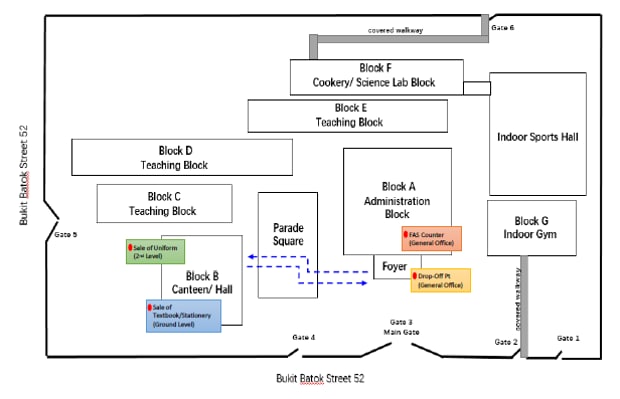 covered walkway
Gate 6
Block F
Cookery/ Science Lab Block
Block E
Teaching Block
Indoor Sports Hall
Block D
Teaching Block
Block A
Administration
Block
Block C
Teaching Block
Bukit Batok Street 52
Gate 5
Parade
Square
Block G
Indoor Gym
FAS Counter
(General Office)
Sale of Uniform
(2nd Level)
Foyer
Drop-Off Pt
(General Office)
Block B
Canteen/ Hall
Sale of
Textbook/Stationery
(Ground Level)
covered walkway
Gate 4
Gate 3
Main Gate
Gate 2
Gate 1
Bukit Batok Street 52